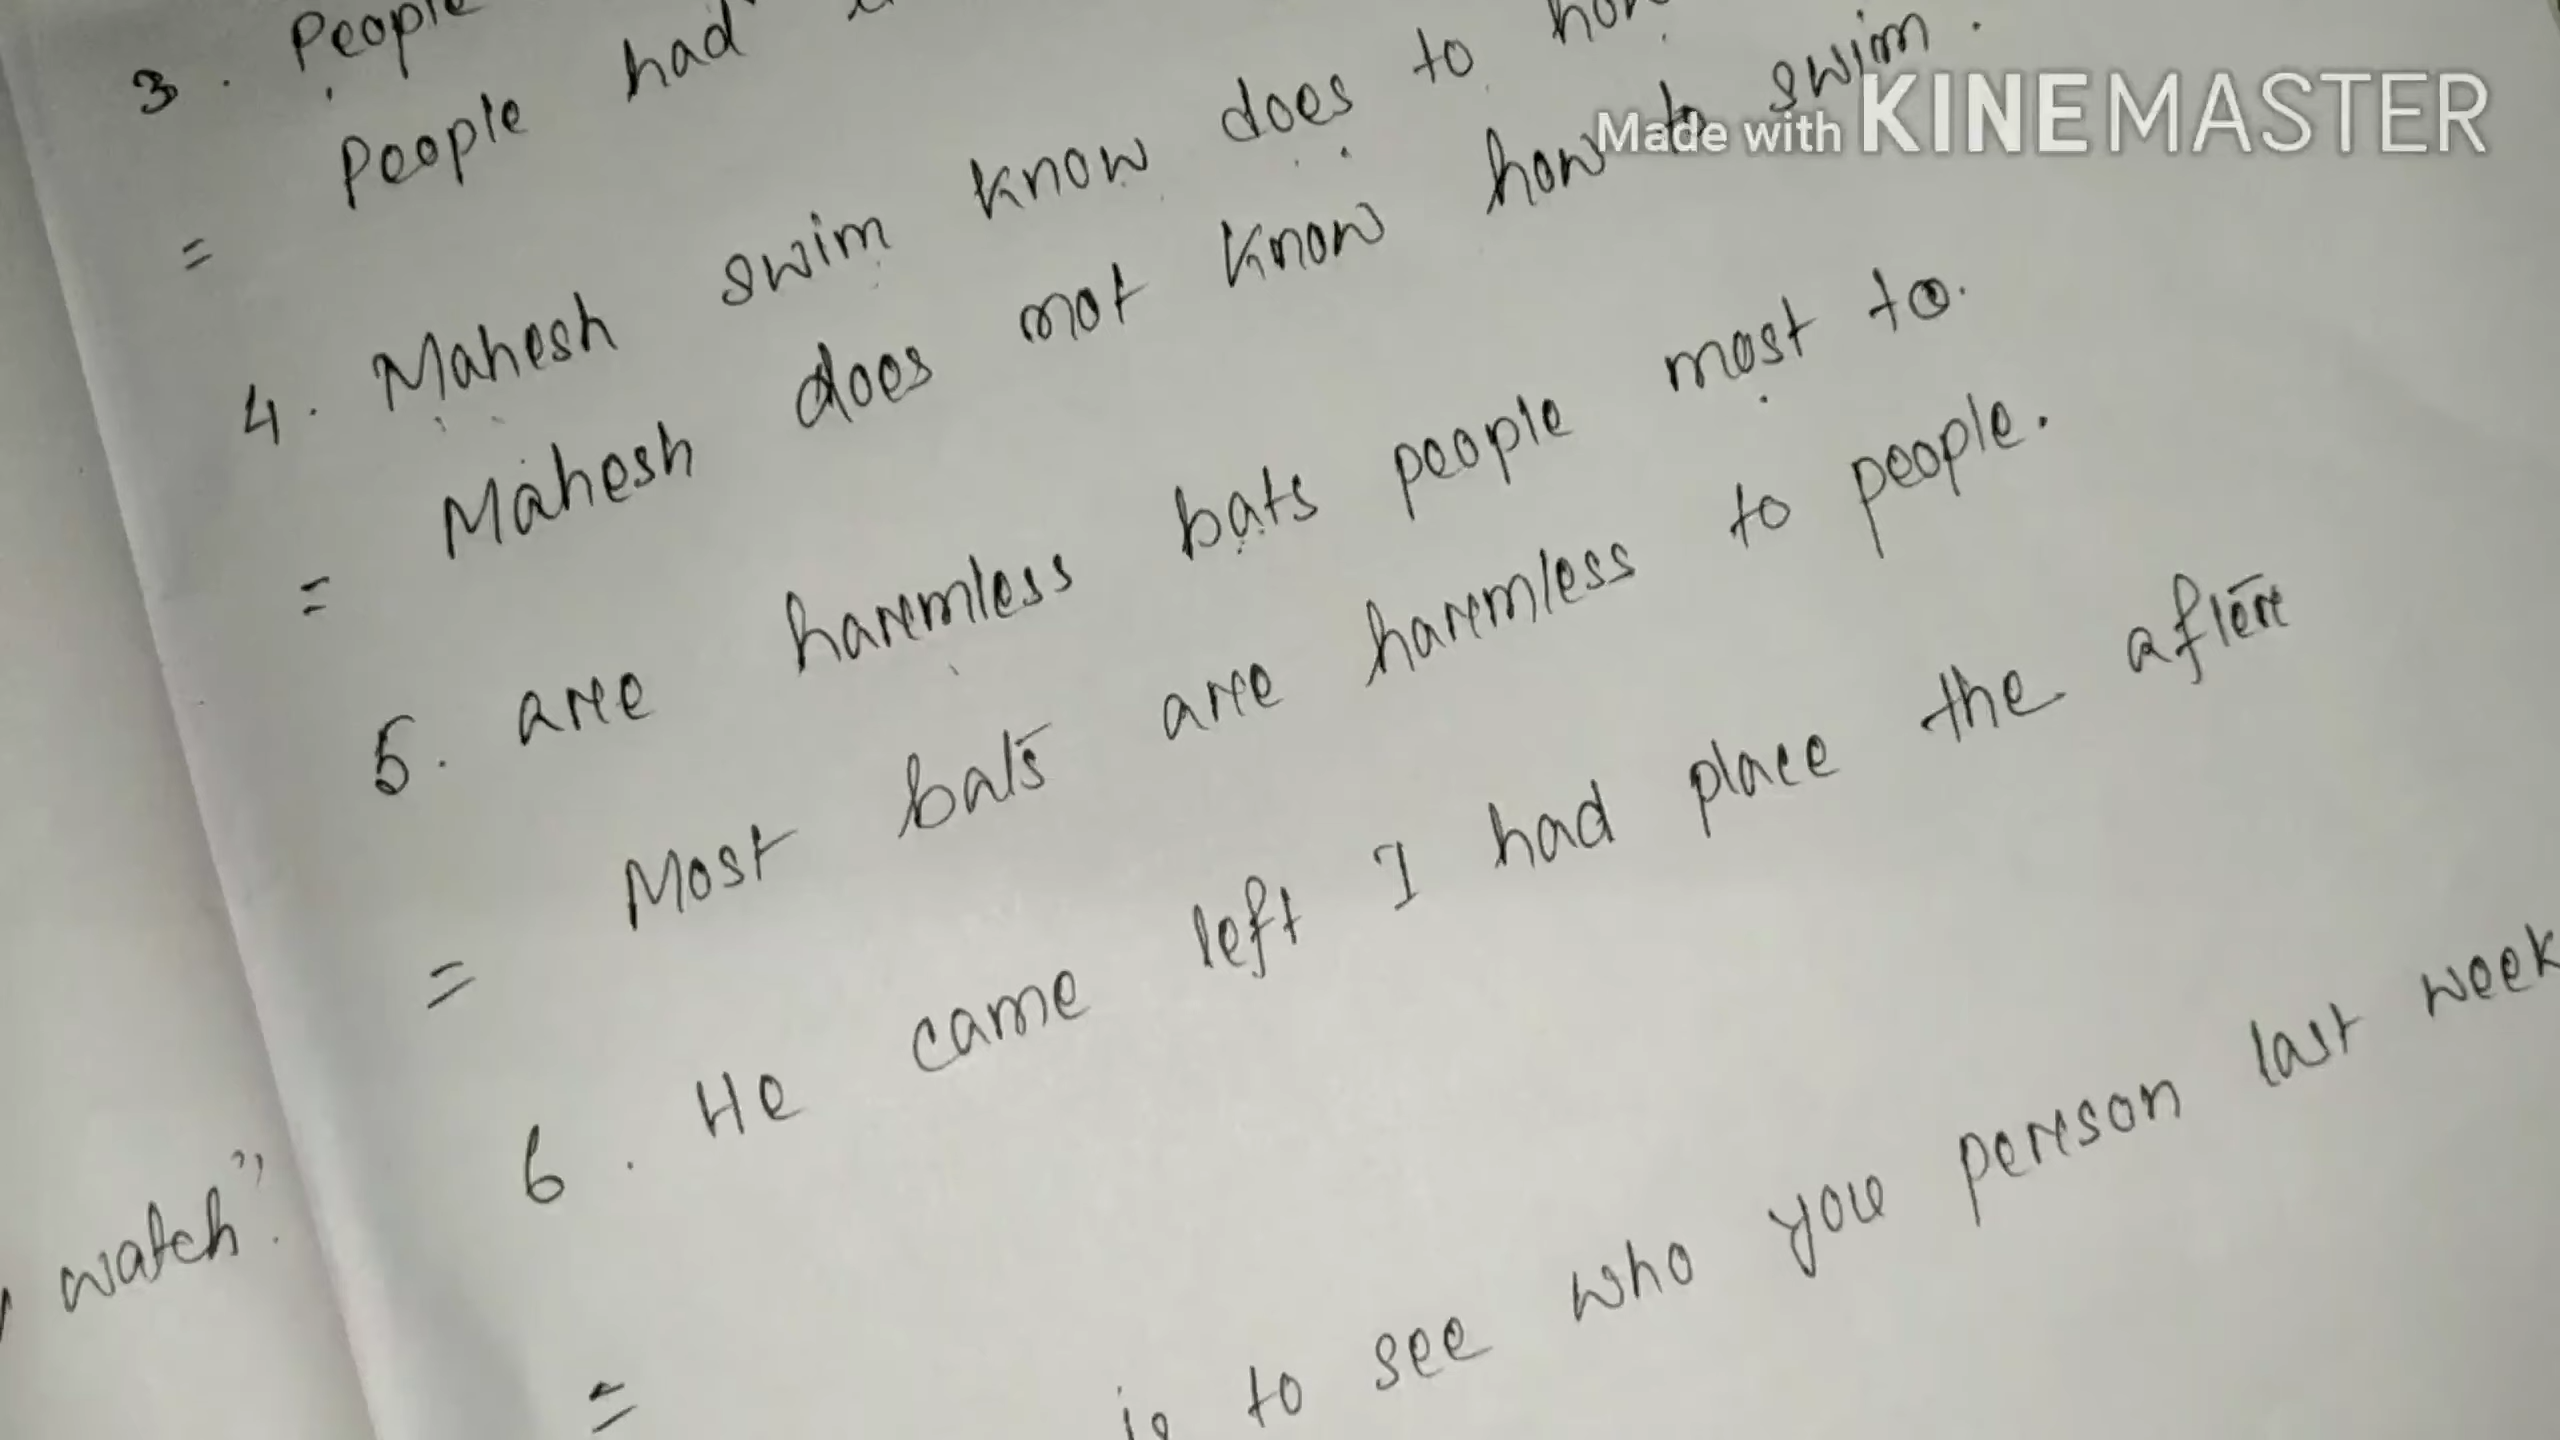 3. People
= People had
4. Mahesh swim know does to
= Mahesh does not know how to swim.
5. are harmless bats people most to.
= Most bats are harmless to people.
6. He came left I had place the after
=
is to see who you person last week
watch".
Made with KINEMASTER